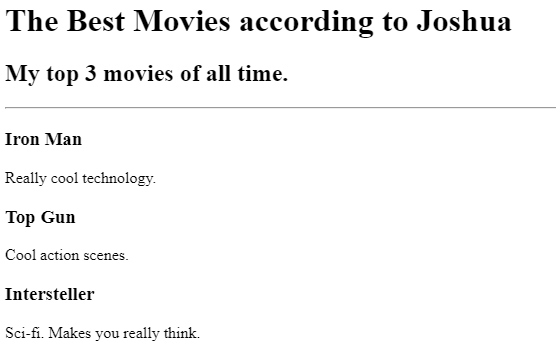 The Best Movies according to Joshua
My top 3 movies of all time.
Iron Man
Really cool technology.
Top Gun
Cool action scenes.
Intersteller
Sci-fi. Makes you really think.